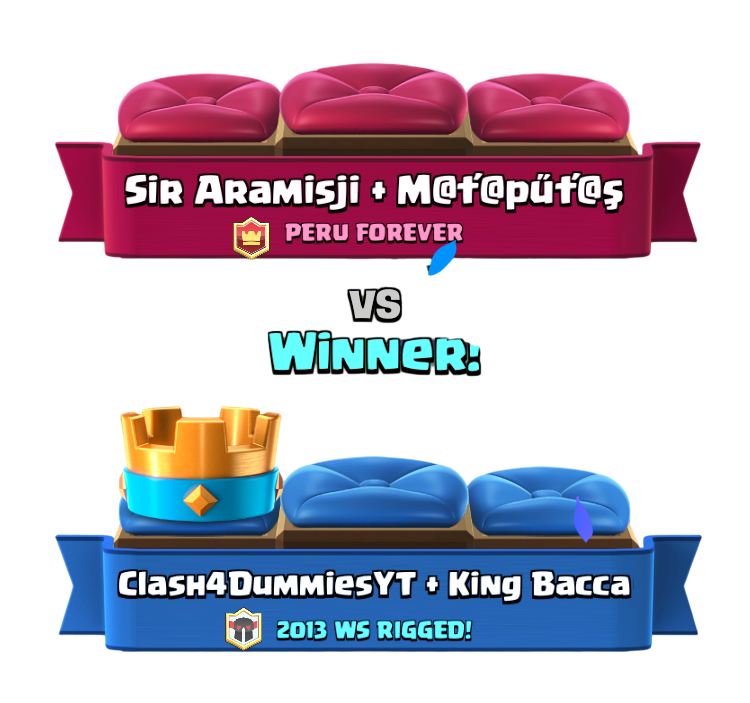 Sir Aramisji + M@ť@pűť@ş
PERU FOREVER
VS
Winner!
Clash4DummiesYT + King Bacca
2013 WS RIGGED!